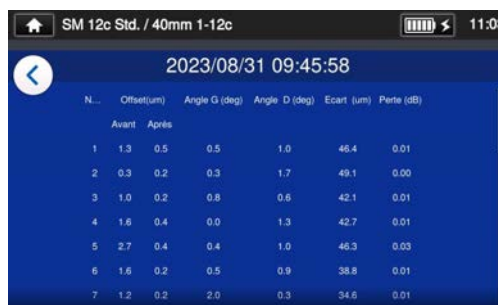 SM 12c Std. / 40mm 1-12c 11:0
2023/08/31 09:45:58
N... Offset(um) Angle G (deg) Angle D (deg) Ecart (um) Perte (dB)
Avant Après
1 1.3 0.5 0.5 1.0 46.4 0.01
2 0.3 0.2 0.3 1.7 49.1 0.00
3 1.0 0.2 0.8 0.6 42.1 0.01
4 1.6 0.4 0.0 1.3 42.7 0.01
5 2.7 0.4 0.4 1.0 46.3 0.03
6 1.6 0.2 0.5 0.9 38.8 0.01
7 1.2 0.2 2.0 0.3 34.6 0.01